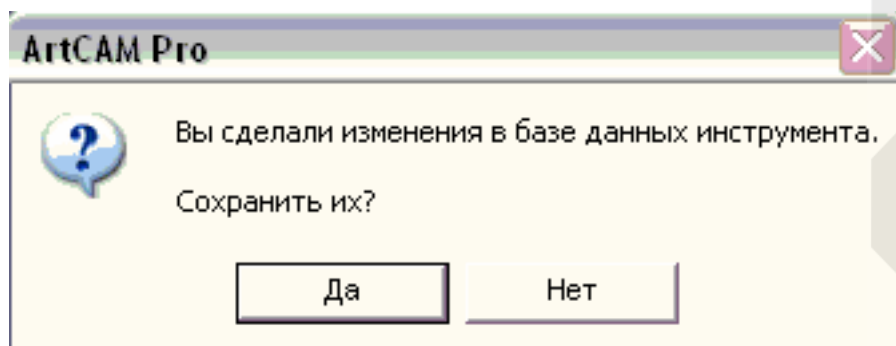 ArtCAM Pro
Вы сделали изменения в базе данных инструмента.
Сохранить их?
Да
Нет